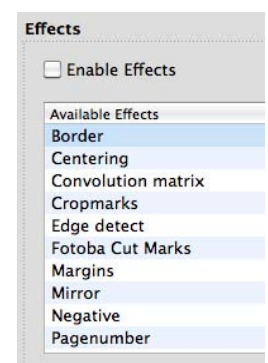 Effects
Enable Effects
Available Effects
Border
Centering
Convolution matrix
Cropmarks
Edge detect
Fotoba Cut Marks
Margins
Mirror
Negative
Pagenumber